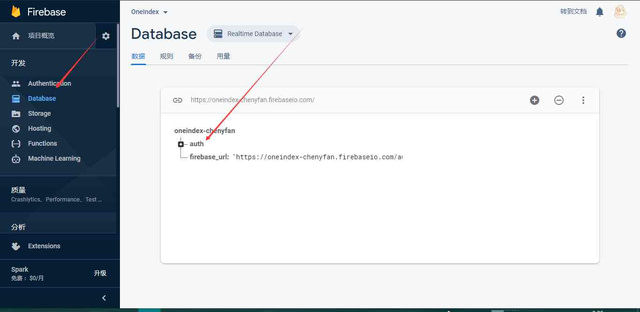 Firebase
OneIndex
转到文档
项目概览
Database
Realtime Database
数据
规则
备份
用量
开发
Authentication
Database
Storage
Hosting
Functions
Machine Learning
https://oneindex-chenyfan.firebaseio.com/
oneindex-chenyfan
auth
firebase_url: "https://oneindex-chenyfan.firebaseio.com/au
质量
Crashlytics, Performance, Test ...
分析
Extensions
Spark
免费: $0/月
升级